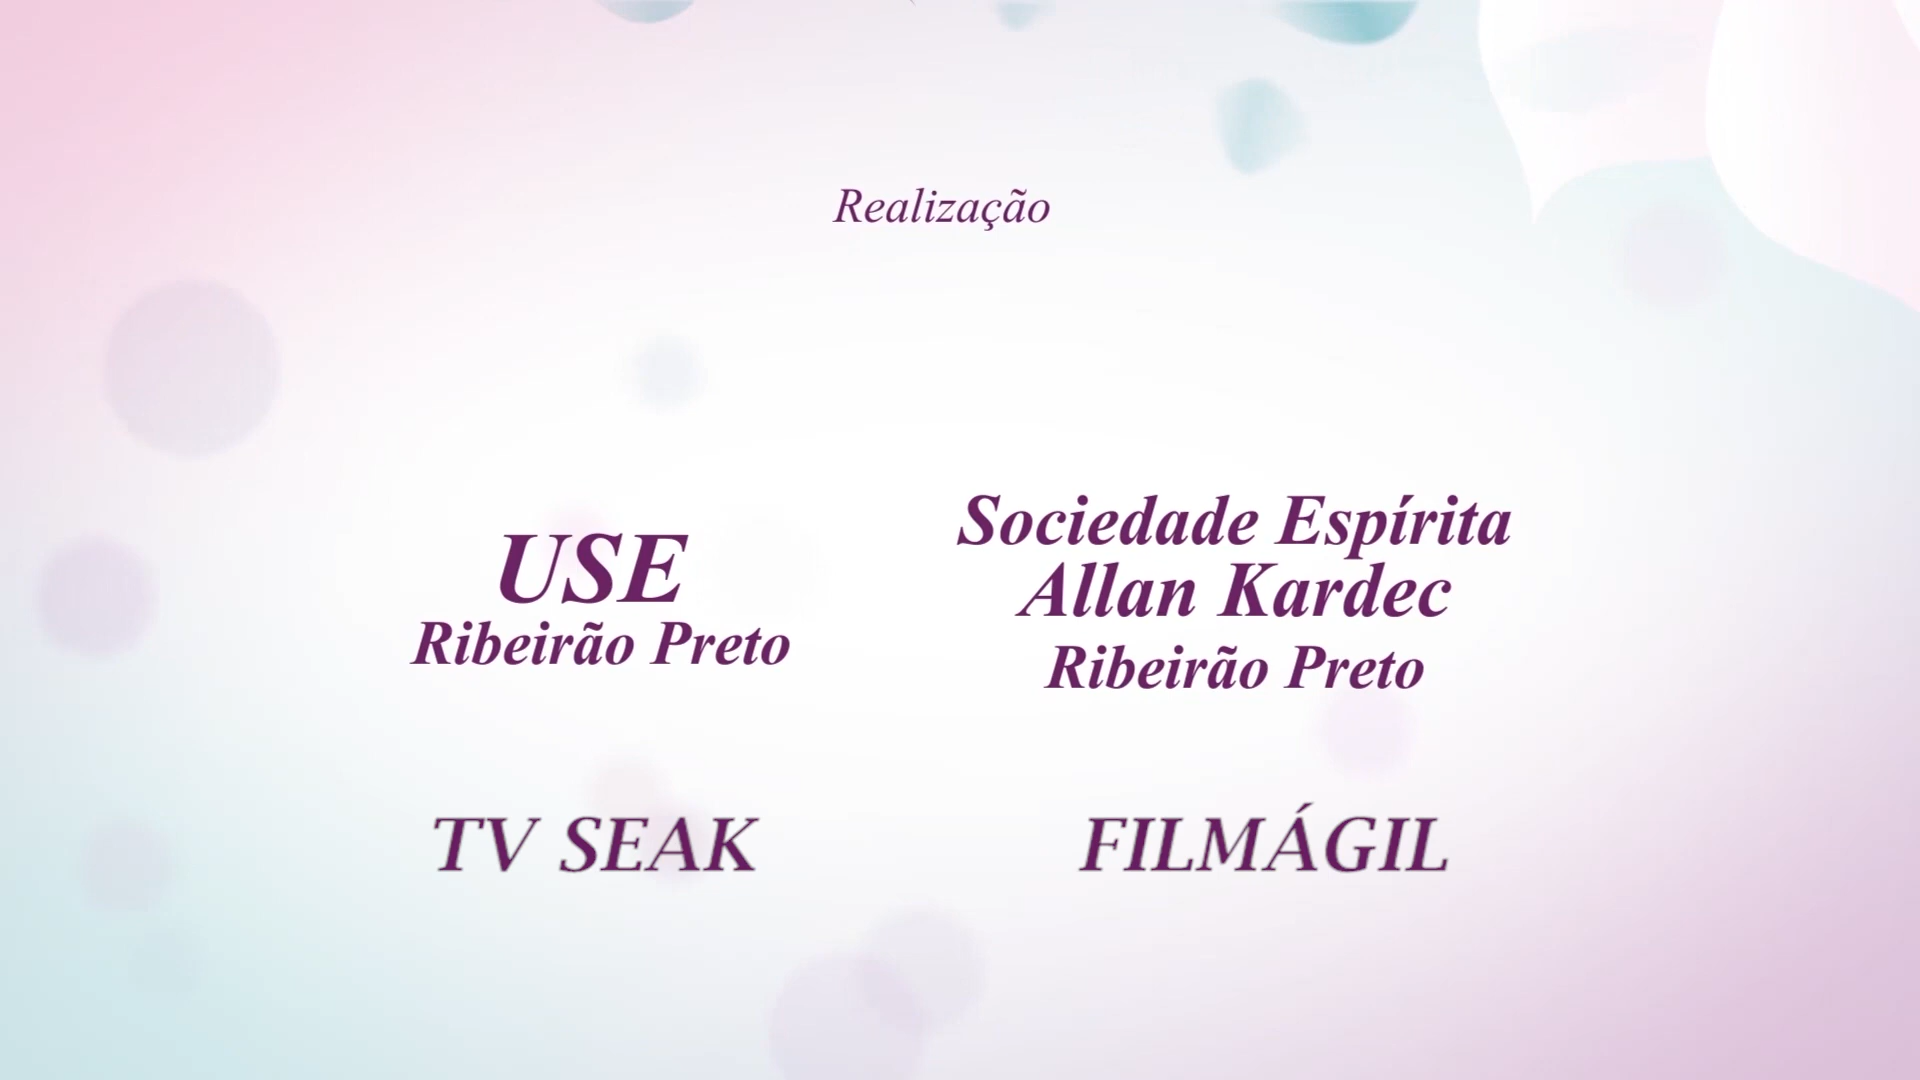 Realização
USE
Ribeirão Preto
Sociedade Espírita
Allan Kardec
Ribeirão Preto
TV SEAK
FILMÁGIL